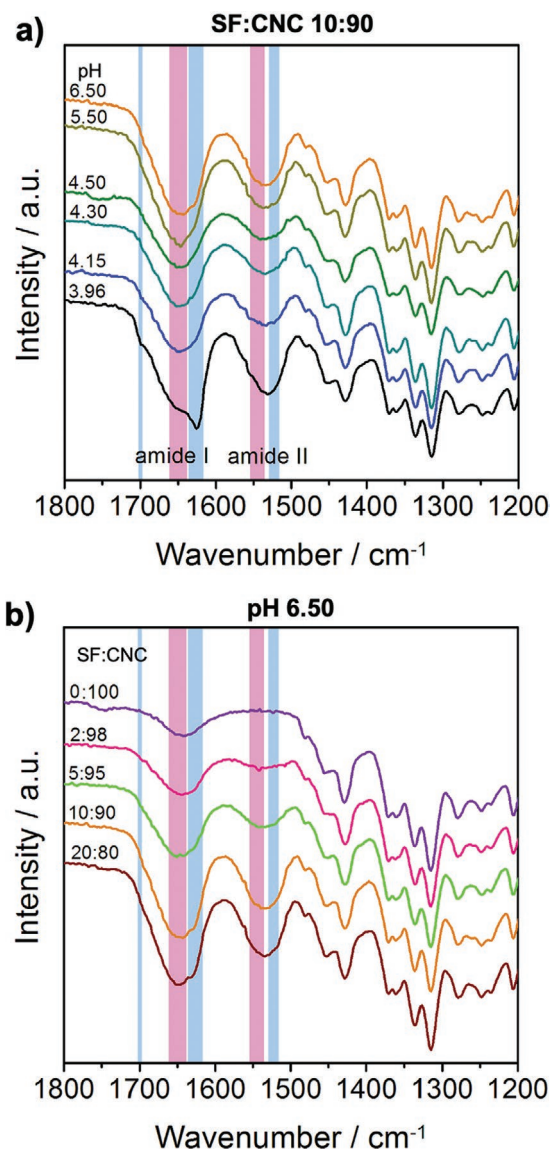 a)
SF:CNC 10:90
pH
6.50
5.50
4.50
4.30
4.15
3.96
amide I amide II
Intensity / a.u.
1800 1700 1600 1500 1400 1300 1200
Wavenumber / cm-1
b)
pH 6.50
SF:CNC
0:100
2:98
5:95
10:90
20:80
Intensity / a.u.
1800 1700 1600 1500 1400 1300 1200
Wavenumber / cm-1